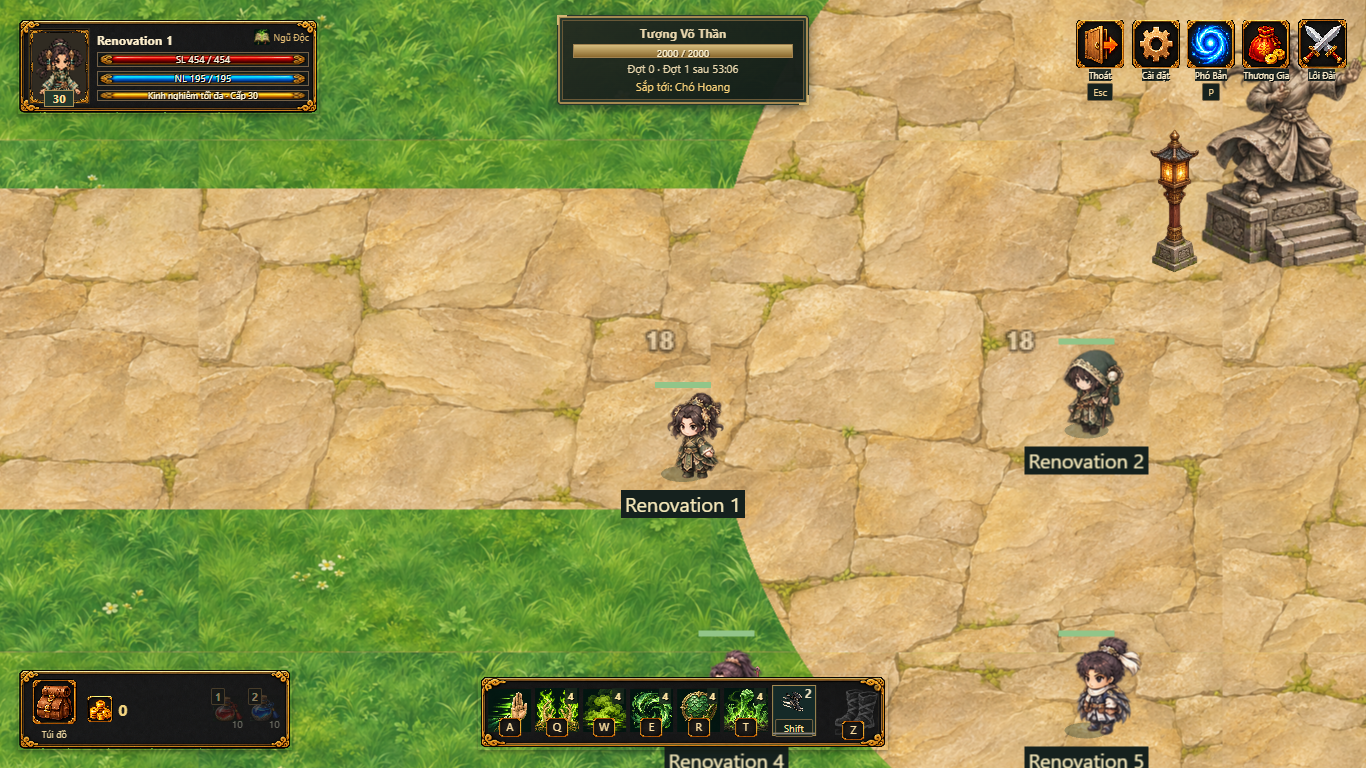 Renovation 1
Ngũ Độc
SL 454 / 454
NL 195 / 195
Kinh nghiệm tối đa - Cấp 30
30
Tượng Võ Thần
2000 / 2000
Đợt 0 - Đợt 1 sau 53:06
Sắp tới: Chó Hoang
Thoát
Cài đặt
Phó Bản
Thương Gia
Lôi Đài
Esc
P
18
18
Renovation 2
Renovation 1
Túi đồ
0
1
10
2
10
A
4
Q
4
W
4
E
4
R
4
T
2
Shift
Z
Renovation 4
Renovation 5